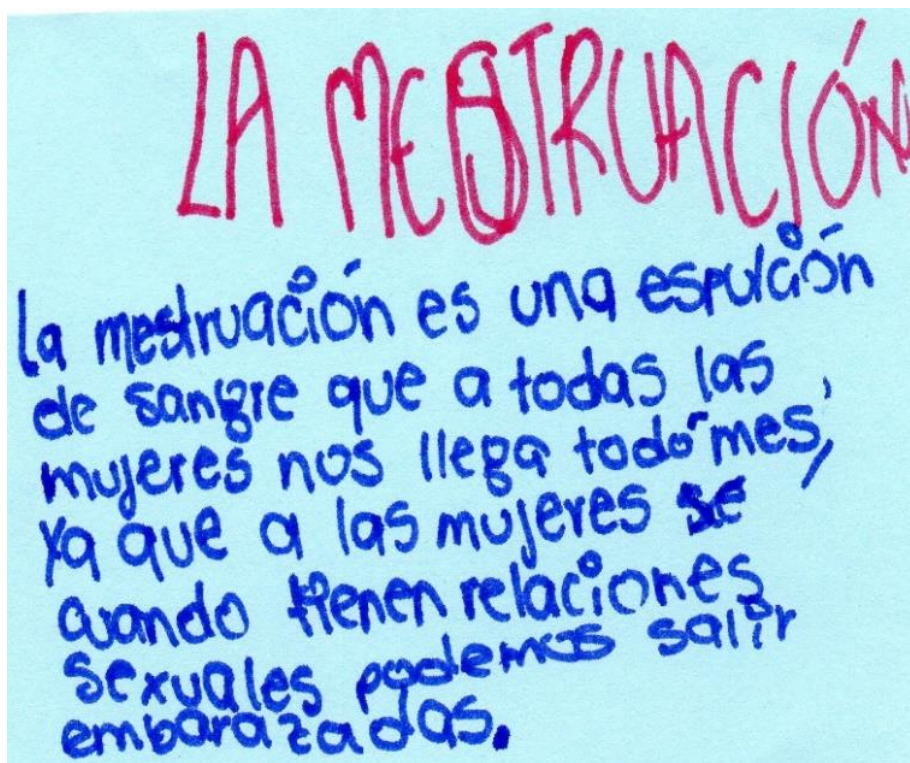 LA MESTRUACIÓN
La mestruación es una espulción
de sangre que a todas las
mujeres nos llega todo mes,
ya que a las mujeres se
cuando tienen relaciones
sexuales podemos salir
embarazadas.